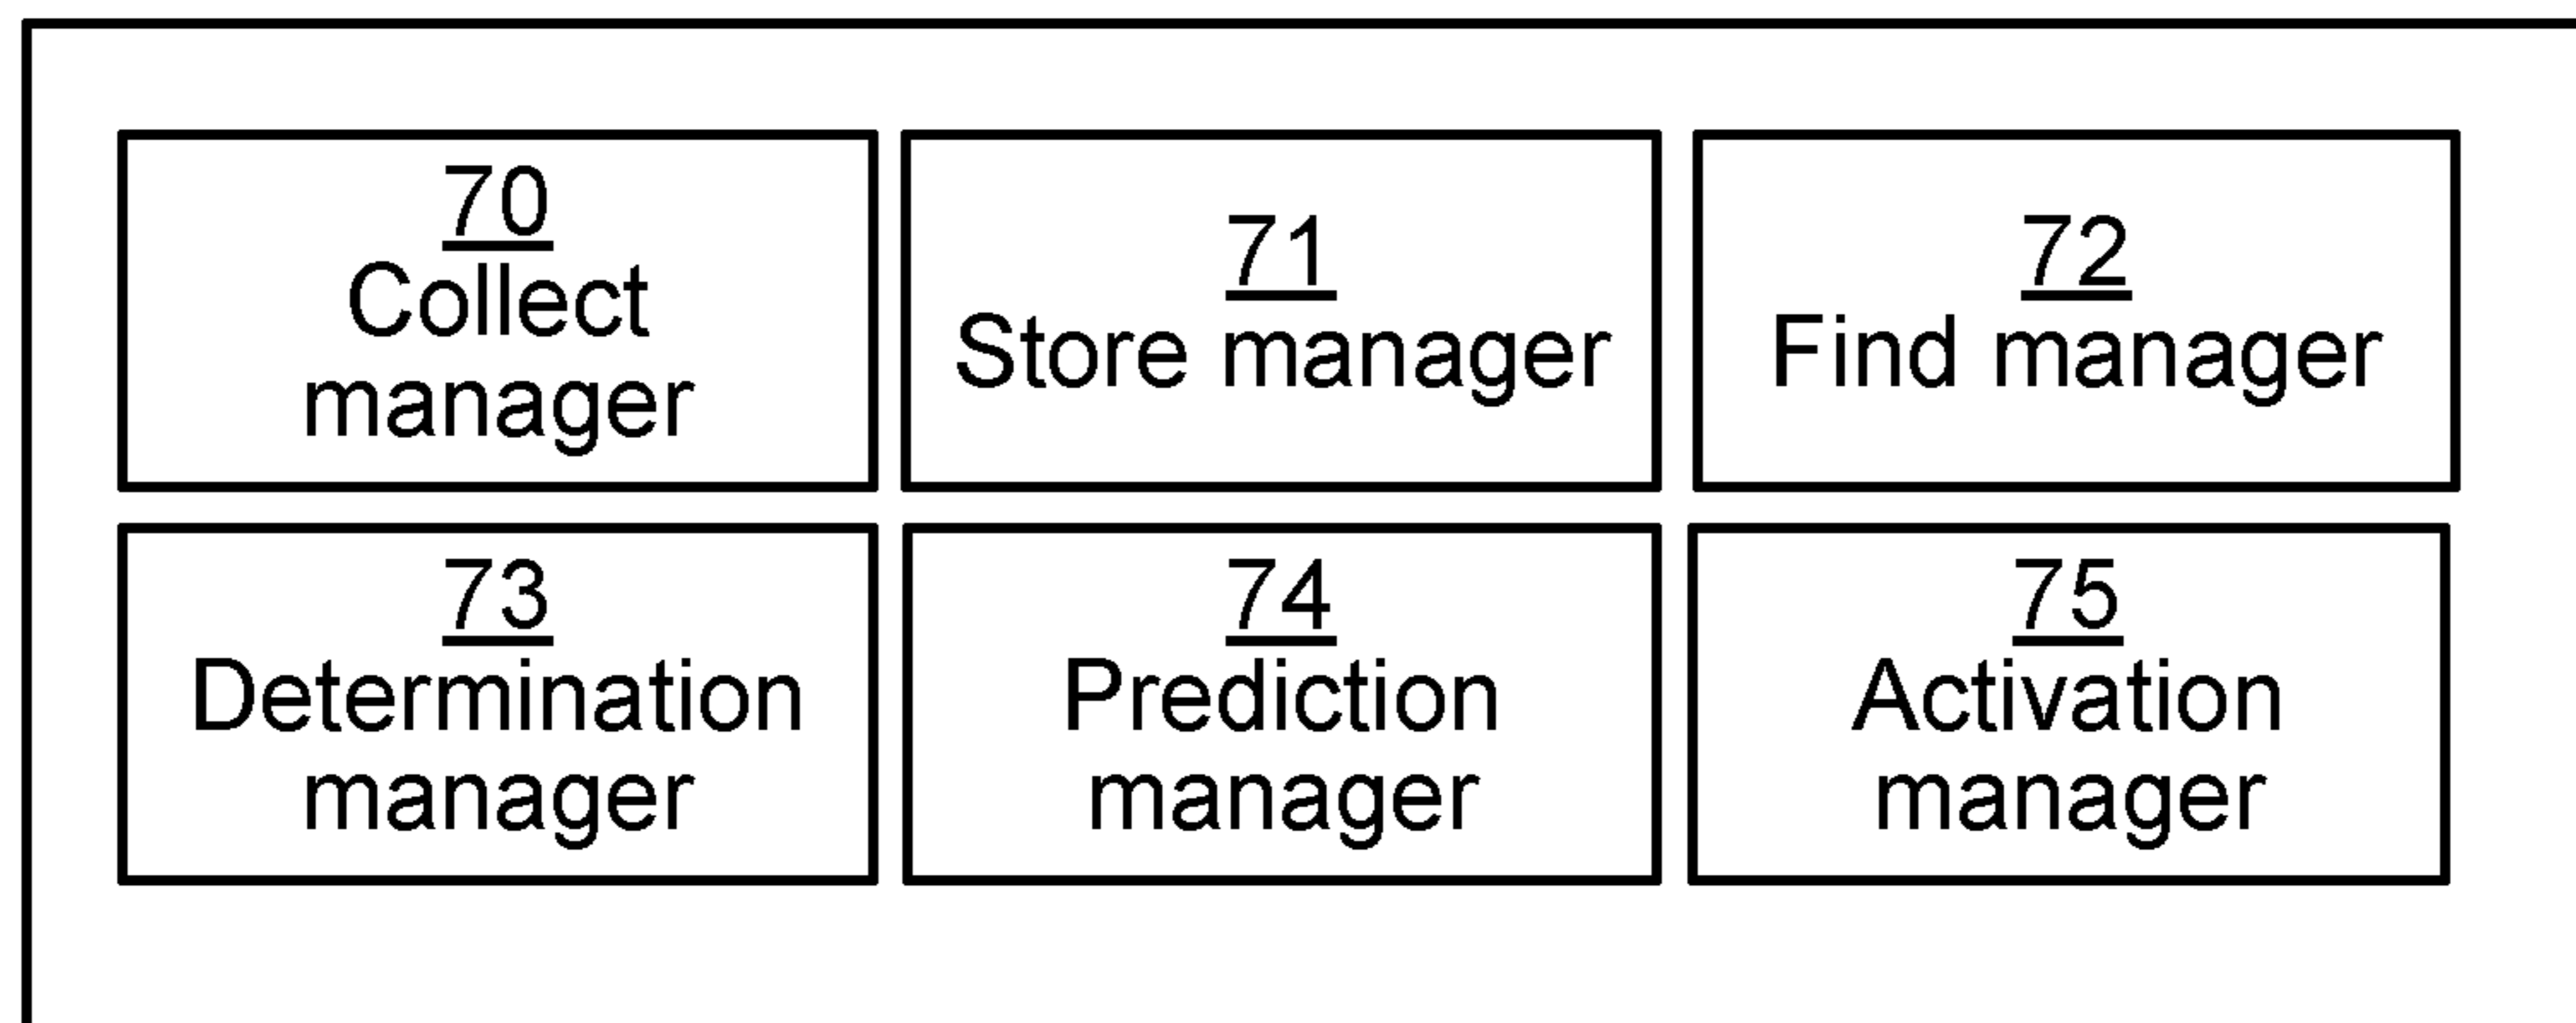 70
Collect
manager
71
Store manager
72
Find manager
73
Determination
manager
74
Prediction
manager
75
Activation
manager